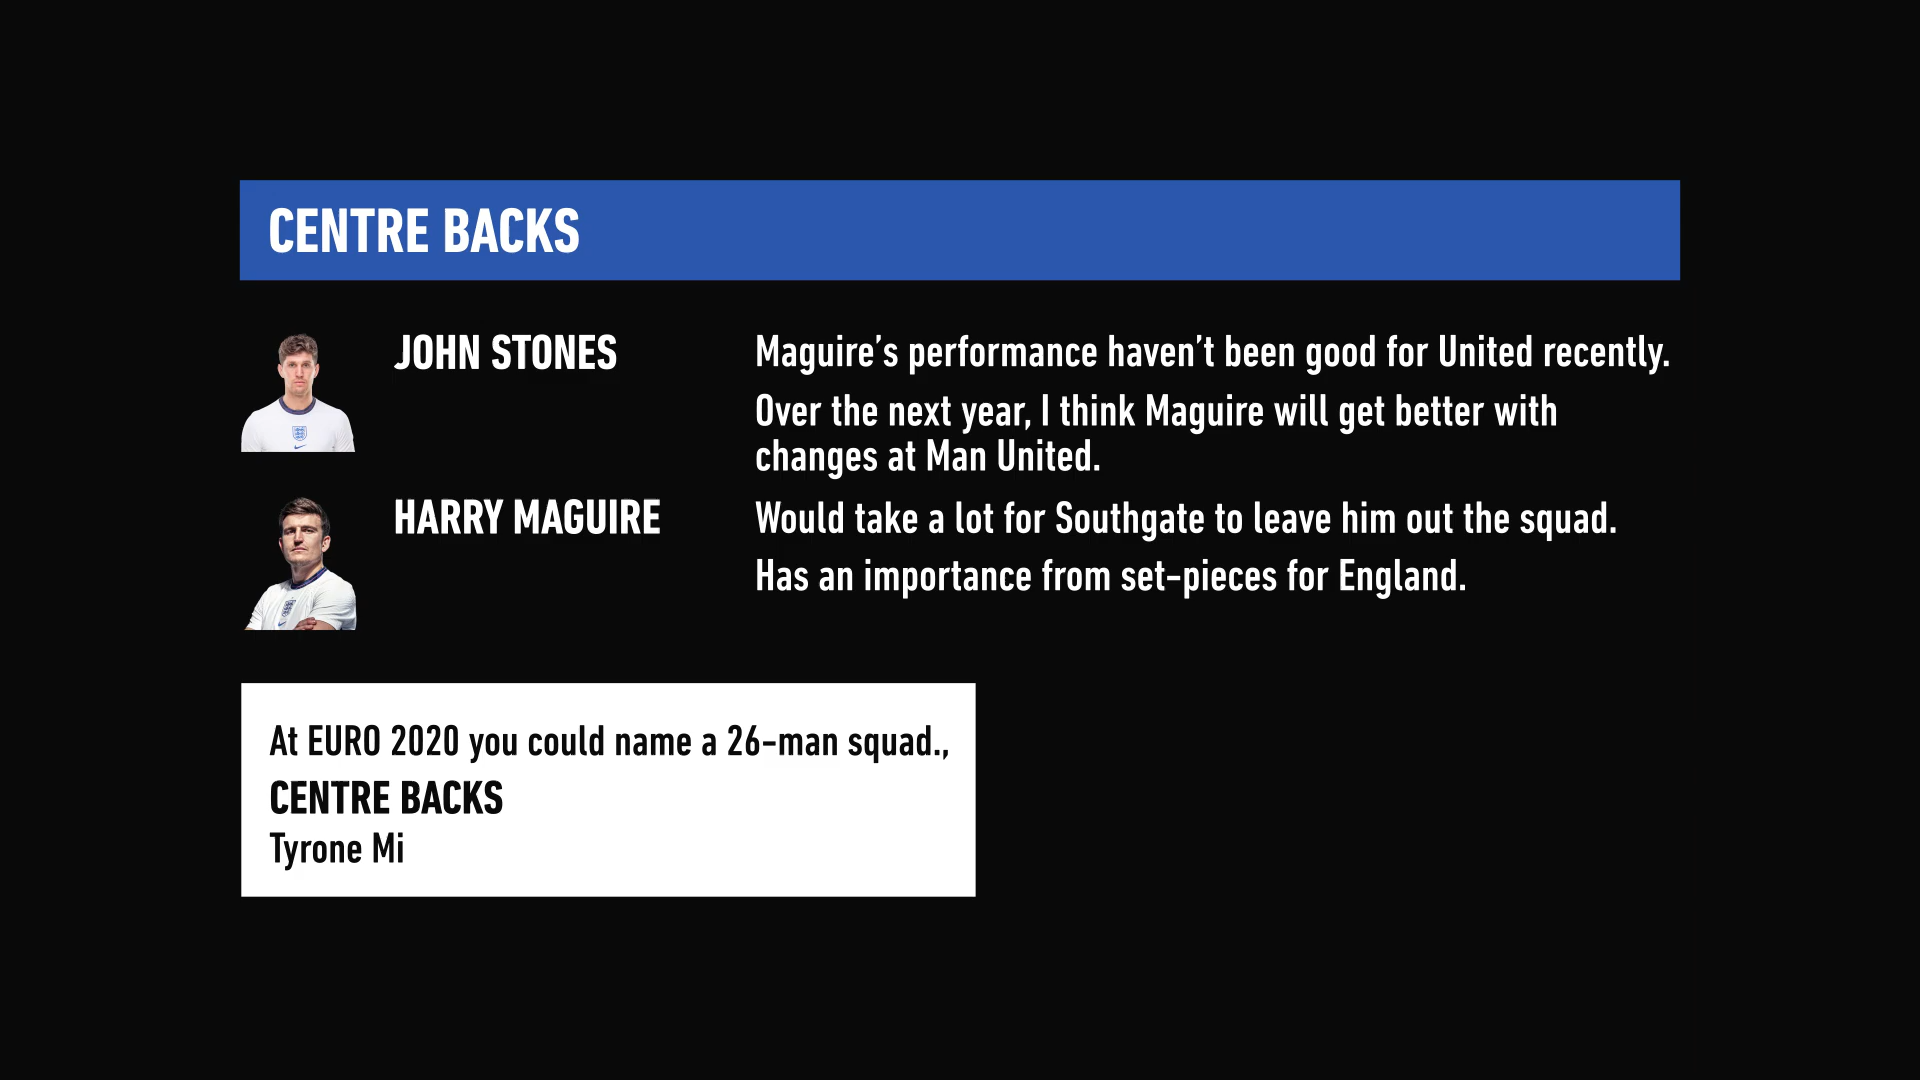 CENTRE BACKS
JOHN STONES
Maguire’s performance haven’t been good for United recently.
Over the next year, I think Maguire will get better with
changes at Man United.
HARRY MAGUIRE
Would take a lot for Southgate to leave him out the squad.
Has an importance from set-pieces for England.
At EURO 2020 you could name a 26-man squad.,
CENTRE BACKS
Tyrone Mi